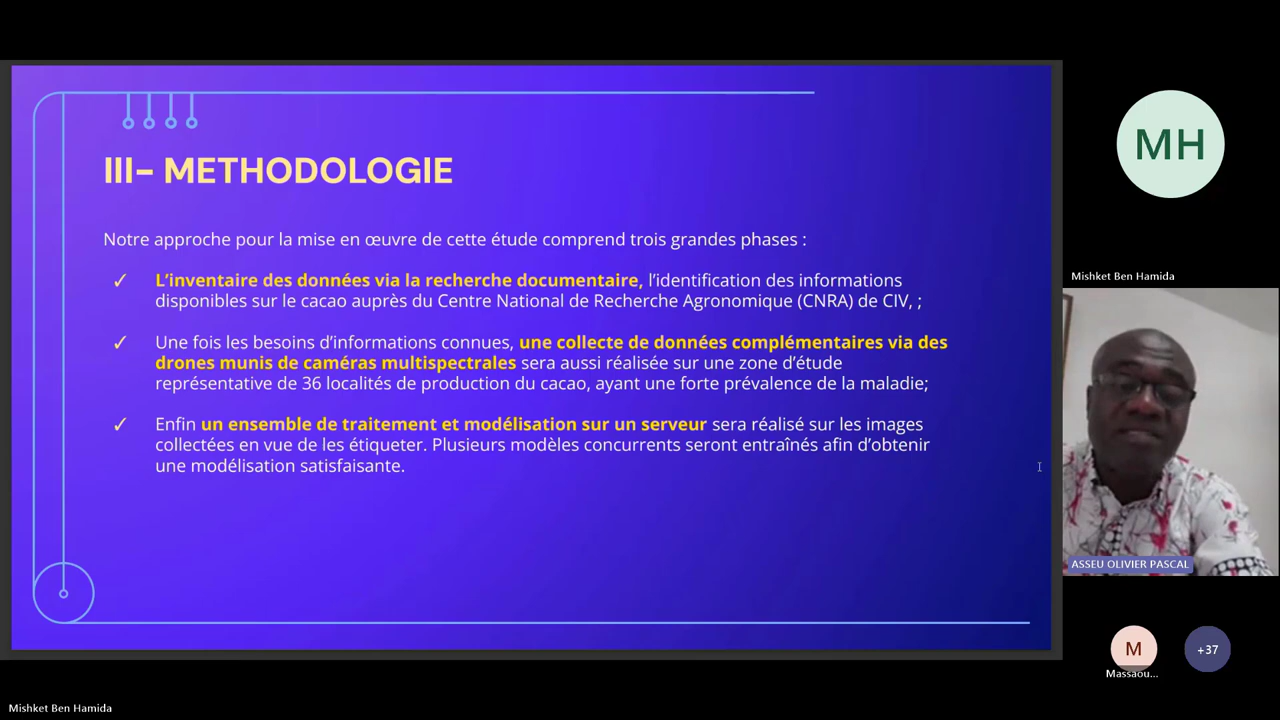 III– METHODOLOGIE
Notre approche pour la mise en œuvre de cette étude comprend trois grandes phases :
✓ L’inventaire des données via la recherche documentaire, l’identification des informations
disponibles sur le cacao auprès du Centre National de Recherche Agronomique (CNRA) de CIV, ;
✓ Une fois les besoins d’informations connues, une collecte de données complémentaires via des
drones munis de caméras multispectrales sera aussi réalisée sur une zone d’étude
représentative de 36 localités de production du cacao, ayant une forte prévalence de la maladie;
✓ Enfin un ensemble de traitement et modélisation sur un serveur sera réalisé sur les images
collectées en vue de les étiqueter. Plusieurs modèles concurrents seront entraînés afin d’obtenir
une modélisation satisfaisante.
MH
Mishket Ben Hamida
ASSEU OLIVIER PASCAL
M
+37
Massaou...
Mishket Ben Hamida